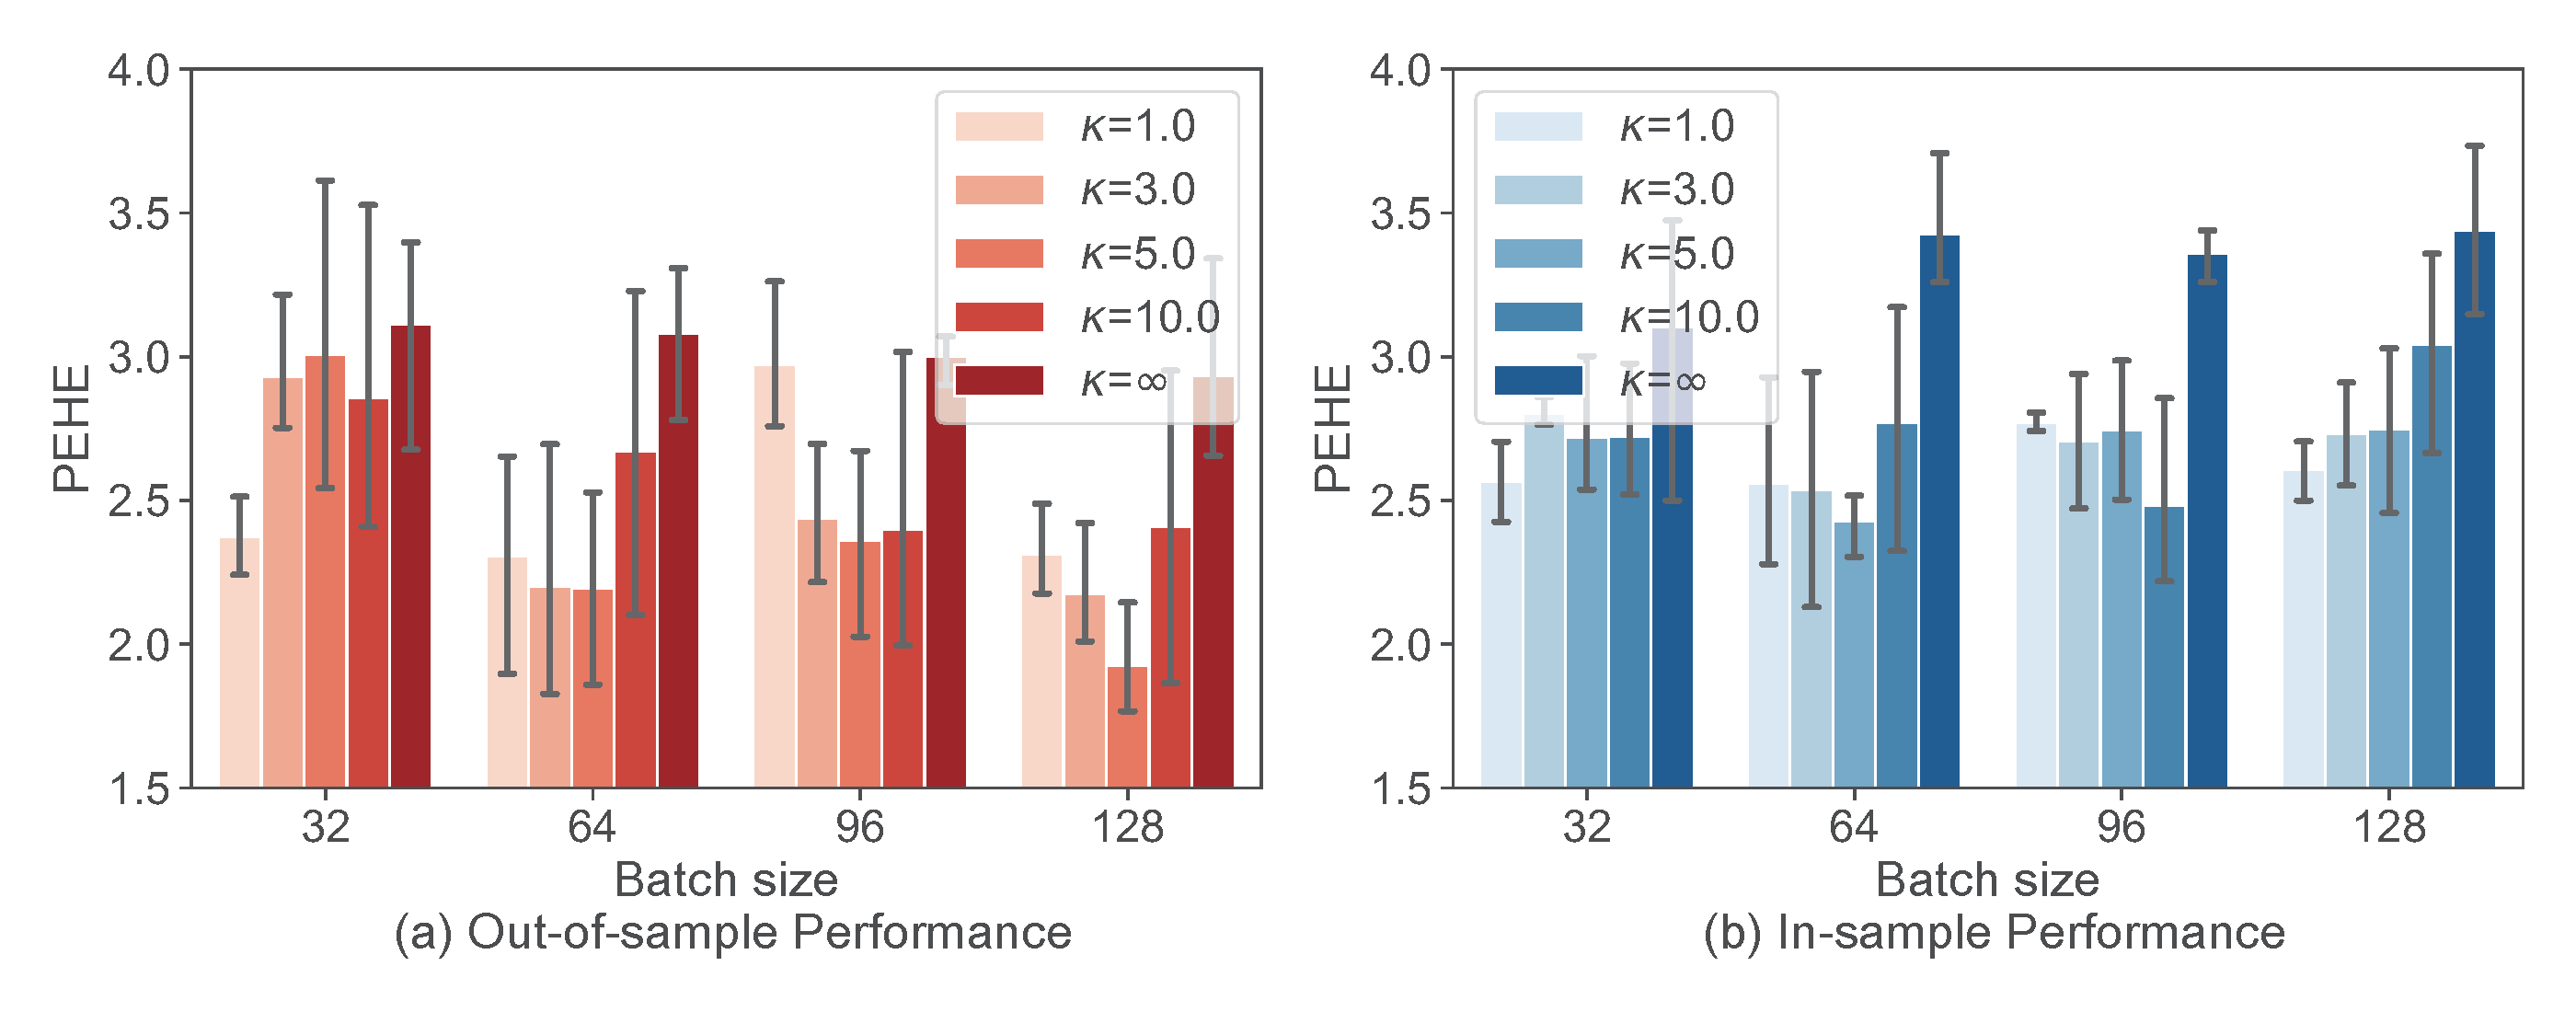 4.0
3.5
3.0
2.5
2.0
1.5
PEHE
κ=1.0
κ=3.0
κ=5.0
κ=10.0
κ=∞
32 64 96 128
Batch size
(a) Out-of-sample Performance
4.0
3.5
3.0
2.5
2.0
1.5
PEHE
κ=1.0
κ=3.0
κ=5.0
κ=10.0
κ=∞
32 64 96 128
Batch size
(b) In-sample Performance